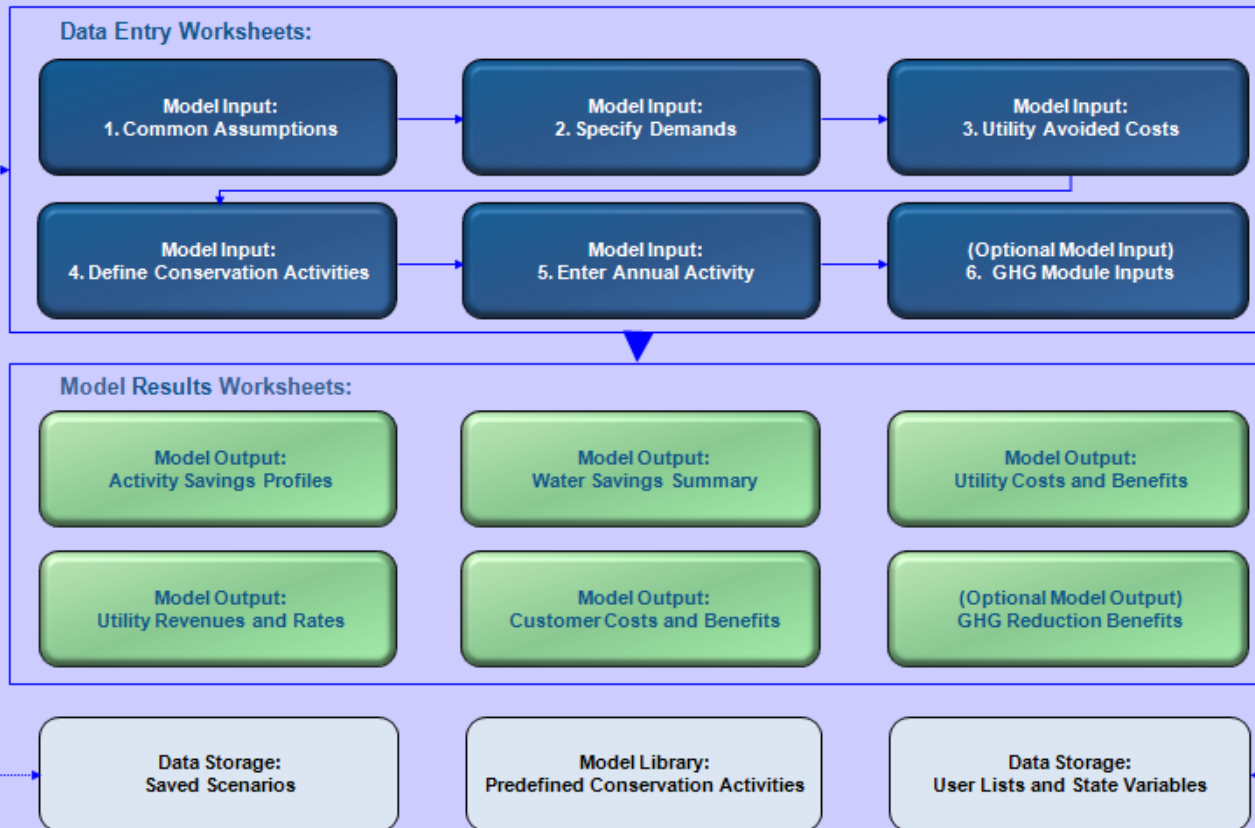 Data Entry Worksheets:
Model Input:
1. Common Assumptions
Model Input:
2. Specify Demands
Model Input:
3. Utility Avoided Costs
Model Input:
4. Define Conservation Activities
Model Input:
5. Enter Annual Activity
(Optional Model Input)
6. GHG Module Inputs
Model Results Worksheets:
Model Output:
Activity Savings Profiles
Model Output:
Water Savings Summary
Model Output:
Utility Costs and Benefits
Model Output:
Utility Revenues and Rates
Model Output:
Customer Costs and Benefits
(Optional Model Output)
GHG Reduction Benefits
Data Storage:
Saved Scenarios
Model Library:
Predefined Conservation Activities
Data Storage:
User Lists and State Variables